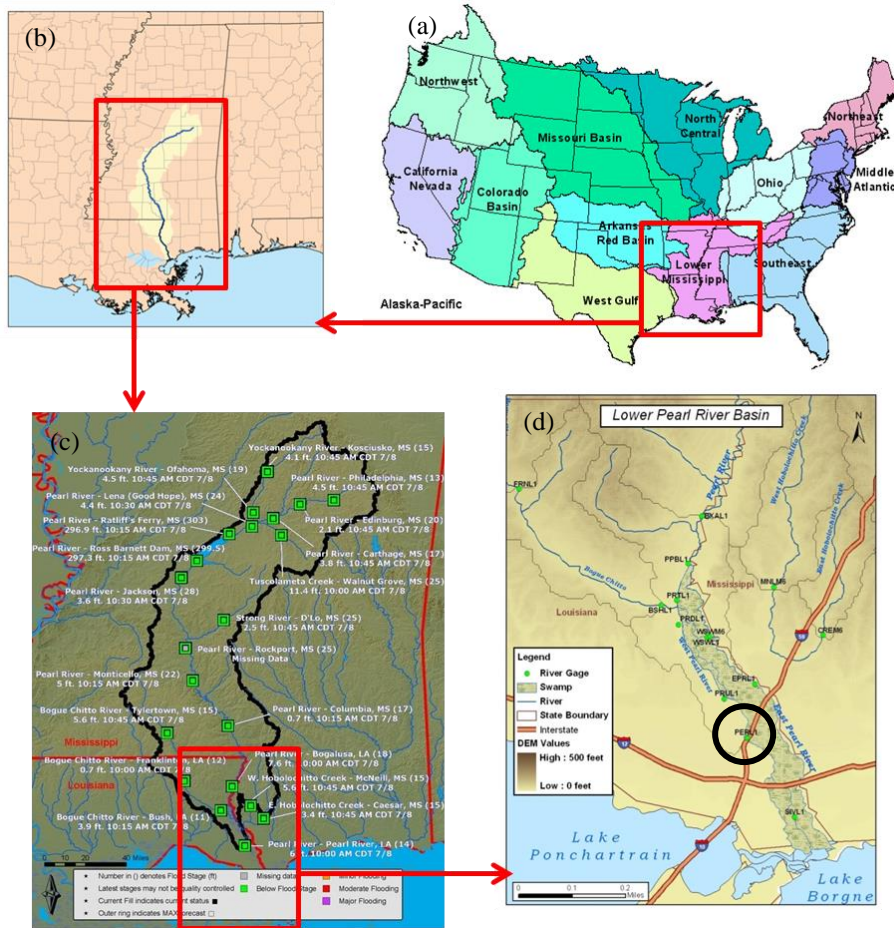 (b)
(a)
Northwest
Missouri Basin
North
Central
Northeast
California
Nevada
Colorado
Basin
Ohio
Middle
Atlantic
Arkansas
Red Basin
Lower
Mississippi
Southeast
West Gulf
Alaska-Pacific
(c)
Yockanookany River - Kosciusko, MS (15)
4.1 ft. 10:45 AM CDT 7/8
Yockanookany River - Ofahoma, MS (19)
4.5 ft. 10:45 AM CDT 7/8
Pearl River - Philadelphia, MS (13)
4.5 ft. 10:45 AM CDT 7/8
Pearl River - Lena (Good Hope), MS (24)
4.4 ft. 10:30 AM CDT 7/8
Pearl River - Ratliff's Ferry, MS (303)
296.9 ft. 10:15 AM CDT 7/8
Pearl River - Edinburg, MS (20)
2.1 ft. 10:45 AM CDT 7/8
Pearl River - Ross Barnett Dam, MS (299.5)
297.3 ft. 10:15 AM CDT 7/8
Pearl River - Carthage, MS (17)
3.8 ft. 10:45 AM CDT 7/8
Tuscolameta Creek - Walnut Grove, MS (25)
11.4 ft. 10:00 AM CDT 7/8
Pearl River - Jackson, MS (28)
3.6 ft. 10:30 AM CDT 7/8
Strong River - D'Lo, MS (25)
2.5 ft. 10:45 AM CDT 7/8
Pearl River - Rockport, MS (25)
Missing Data
Pearl River - Monticello, MS (22)
5 ft. 10:15 AM CDT 7/8
Bogue Chitto River - Tylertown, MS (15)
5.6 ft. 10:45 AM CDT 7/8
Pearl River - Columbia, MS (17)
0.7 ft. 10:15 AM CDT 7/8
Mississippi
Louisiana
Bogue Chitto River - Franklinton, LA (12)
0.7 ft. 10:00 AM CDT 7/8
Pearl River - Bogalusa, LA (18)
7.6 ft. 10:00 AM CDT 7/8
W. Hobolochitto Creek - McNeill, MS (15)
5.6 ft. 10:45 AM CDT 7/8
E. Hobolochitto Creek - Caesar, MS (15)
3.4 ft. 10:45 AM CDT 7/8
Bogue Chitto River - Bush, LA (11)
3.9 ft. 10:15 AM CDT 7/8
Pearl River - Pearl River, LA (14)
10:00 AM CDT 7/8
40 Miles
Number in () denotes Flood Stage (ft)
Latest stages may not be quality controlled
Current Fill indicates current status
Outer ring indicates MAX forecast
Missing data
Below Flood Stage
Minor Flooding
Moderate Flooding
Major Flooding
(d)
Lower Pearl River Basin
N
Pearl River
West Hobolochitto Creek
East Hobolochitto Creek
Bogue Chitto
FRNL1
BXAL1
PPBL1
Mississippi
MNLM6
Louisiana
BSHL1
PRTL1
PRDL1
WSWM6
WSWL1
CREM6
59
West Pearl River
EPRL1
PRUL1
East Pearl River
PERL1
Legend
River Gage
Swamp
River
State Boundary
Interstate
DEM Values
High : 500 feet
Low : 0 feet
12
10
SIVL1
Lake
Ponchartrain
Lake
Borgne
0 0.1 0.2
Miles